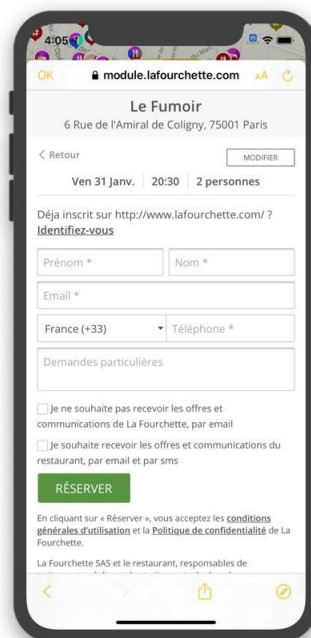 4:05
OK module.lafourchette.com AA
Le Fumoir
6 Rue de l'Amiral de Coligny, 75001 Paris
< Retour MODIFIER
Ven 31 Janv. 20:30 2 personnes
Déja inscrit sur http://www.lafourchette.com/ ?
Identifiez-vous
Prénom * Nom *
Email *
France (+33) Téléphone *
Demandes particulières
Je ne souhaite pas recevoir les offres et
communications de La Fourchette, par email
Je souhaite recevoir les offres et communications du
restaurant, par email et par sms
RÉSERVER
En cliquant sur « Réserver », vous acceptez les conditions
générales d'utilisation et la Politique de confidentialité de La
Fourchette.
La Fourchette SAS et le restaurant, responsables de